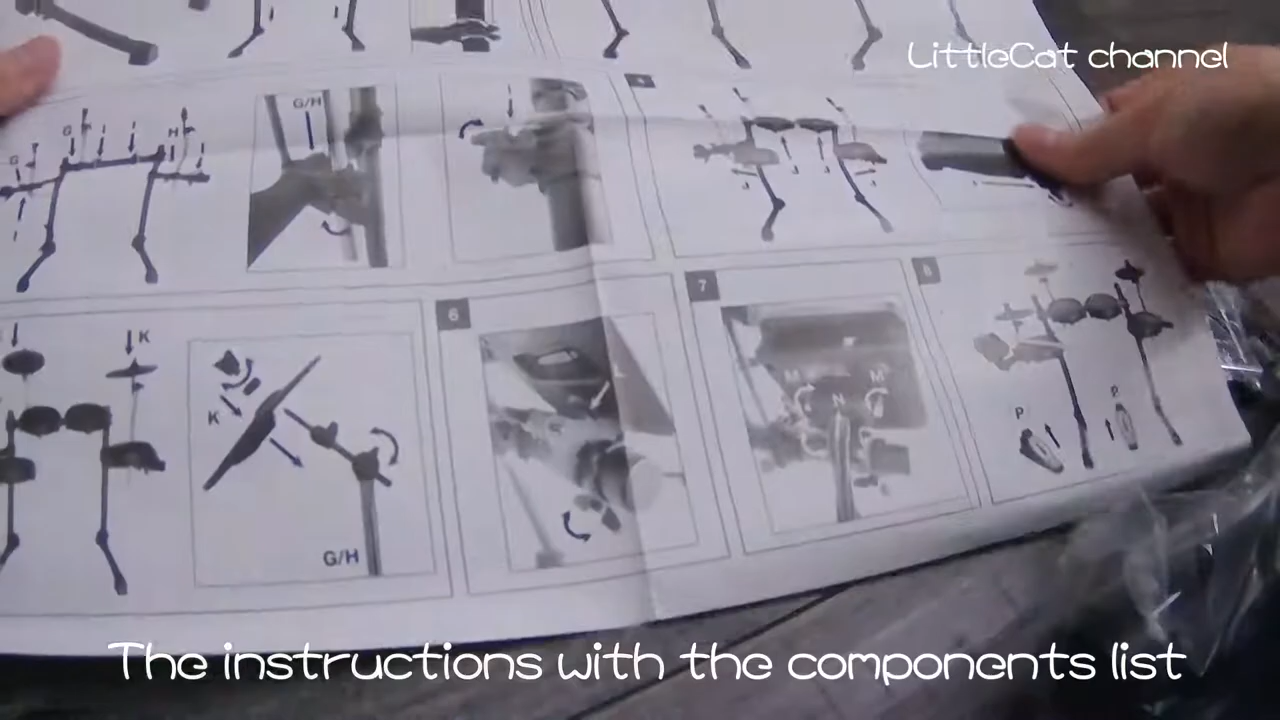 LittleCat channel
G/H
4
G
H
G
J
J
J
J
6
7
8
K
K
L
M
M
N
P
P
G/H
The instructions with the components list